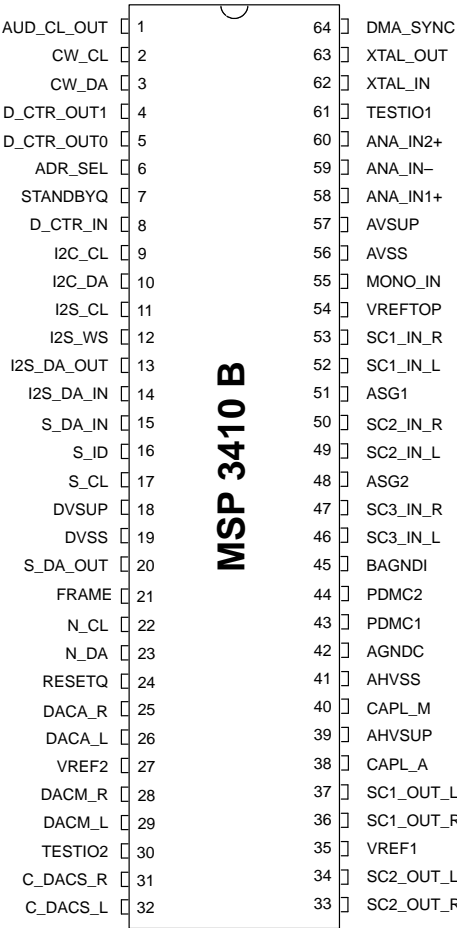 AUD_CL_OUT 1 64 DMA_SYNC
CW_CL 2 63 XTAL_OUT
CW_DA 3 62 XTAL_IN
D_CTR_OUT1 4 61 TESTIO1
D_CTR_OUT0 5 60 ANA_IN2+
ADR_SEL 6 59 ANA_IN–
STANDBYQ 7 58 ANA_IN1+
D_CTR_IN 8 57 AVSUP
I2C_CL 9 56 AVSS
I2C_DA 10 55 MONO_IN
I2S_CL 11 54 VREFTOP
I2S_WS 12 53 SC1_IN_R
I2S_DA_OUT 13 52 SC1_IN_L
I2S_DA_IN 14 51 ASG1
S_DA_IN 15 50 SC2_IN_R
S_ID 16 49 SC2_IN_L
S_CL 17 48 ASG2
DVSUP 18 47 SC3_IN_R
DVSS 19 46 SC3_IN_L
S_DA_OUT 20 45 BAGNDI
FRAME 21 44 PDMC2
N_CL 22 43 PDMC1
N_DA 23 42 AGNDC
RESETQ 24 41 AHVSS
DACA_R 25 40 CAPL_M
DACA_L 26 39 AHVSUP
VREF2 27 38 CAPL_A
DACM_R 28 37 SC1_OUT_L
DACM_L 29 36 SC1_OUT_R
TESTIO2 30 35 VREF1
C_DACS_R 31 34 SC2_OUT_L
C_DACS_L 32 33 SC2_OUT_R
MSP 3410 B